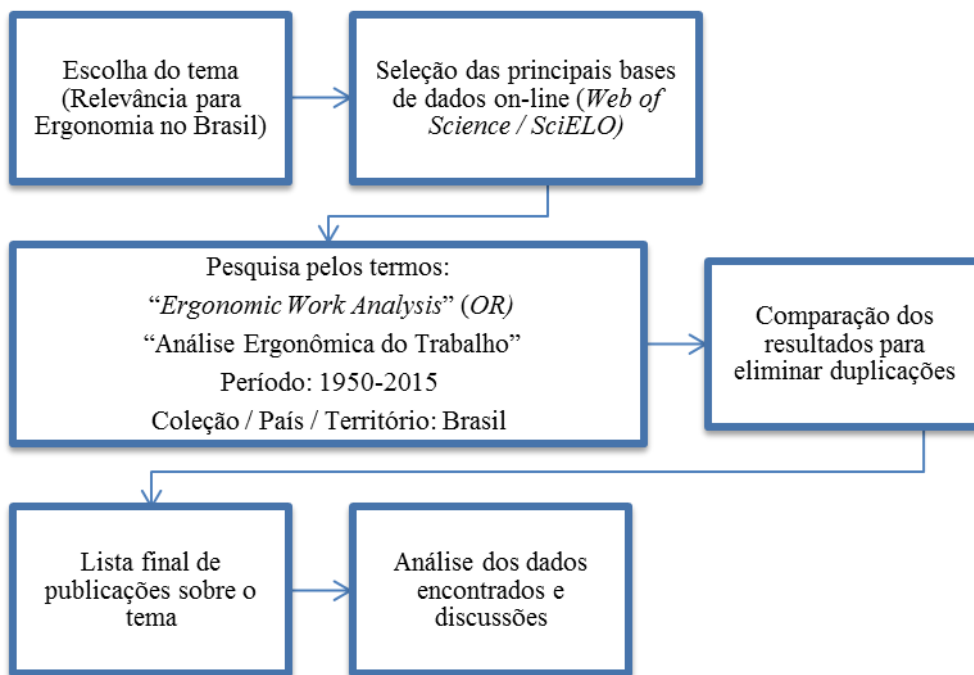 Escolha do tema
(Relevância para
Ergonomia no Brasil)
Seleção das principais bases
de dados on-line (Web of
Science / SciELO)
Pesquisa pelos termos:
“Ergonomic Work Analysis” (OR)
“Análise Ergonômica do Trabalho”
Período: 1950-2015
Coleção / País / Território: Brasil
Comparação dos
resultados para
eliminar duplicações
Lista final de
publicações sobre o
tema
Análise dos dados
encontrados e
discussões